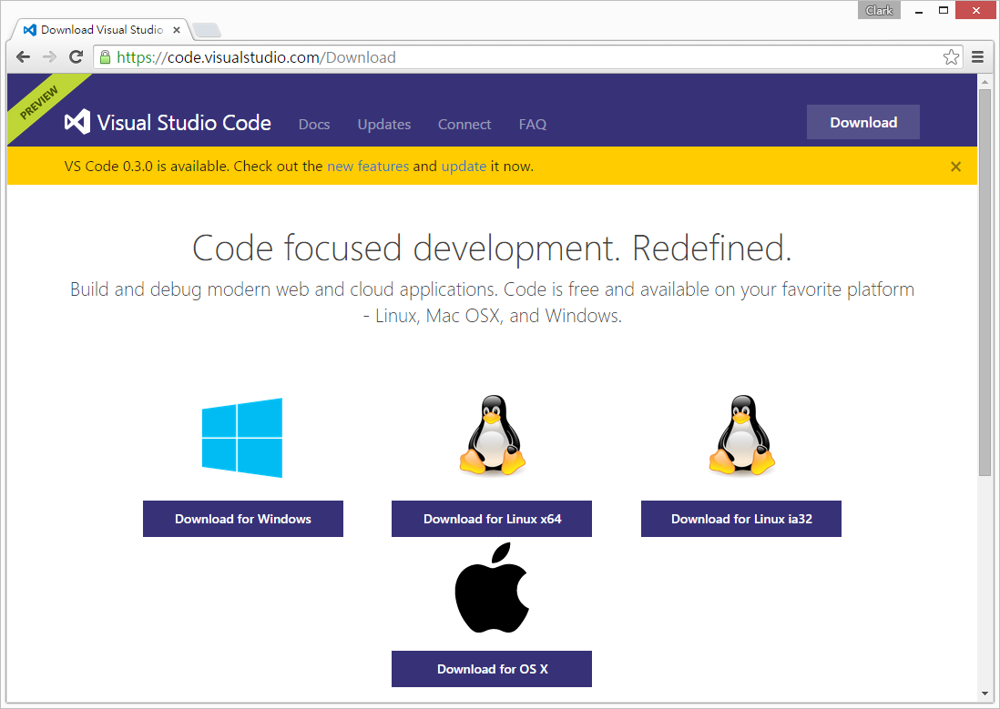 Clark
Download Visual Studio
https://code.visualstudio.com/Download
PREVIEW
Visual Studio Code Docs Updates Connect FAQ Download
VS Code 0.3.0 is available. Check out the new features and update it now.
Code focused development. Redefined.
Build and debug modern web and cloud applications. Code is free and available on your favorite platform
- Linux, Mac OSX, and Windows.
Download for Windows Download for Linux x64 Download for Linux ia32
Download for OS X